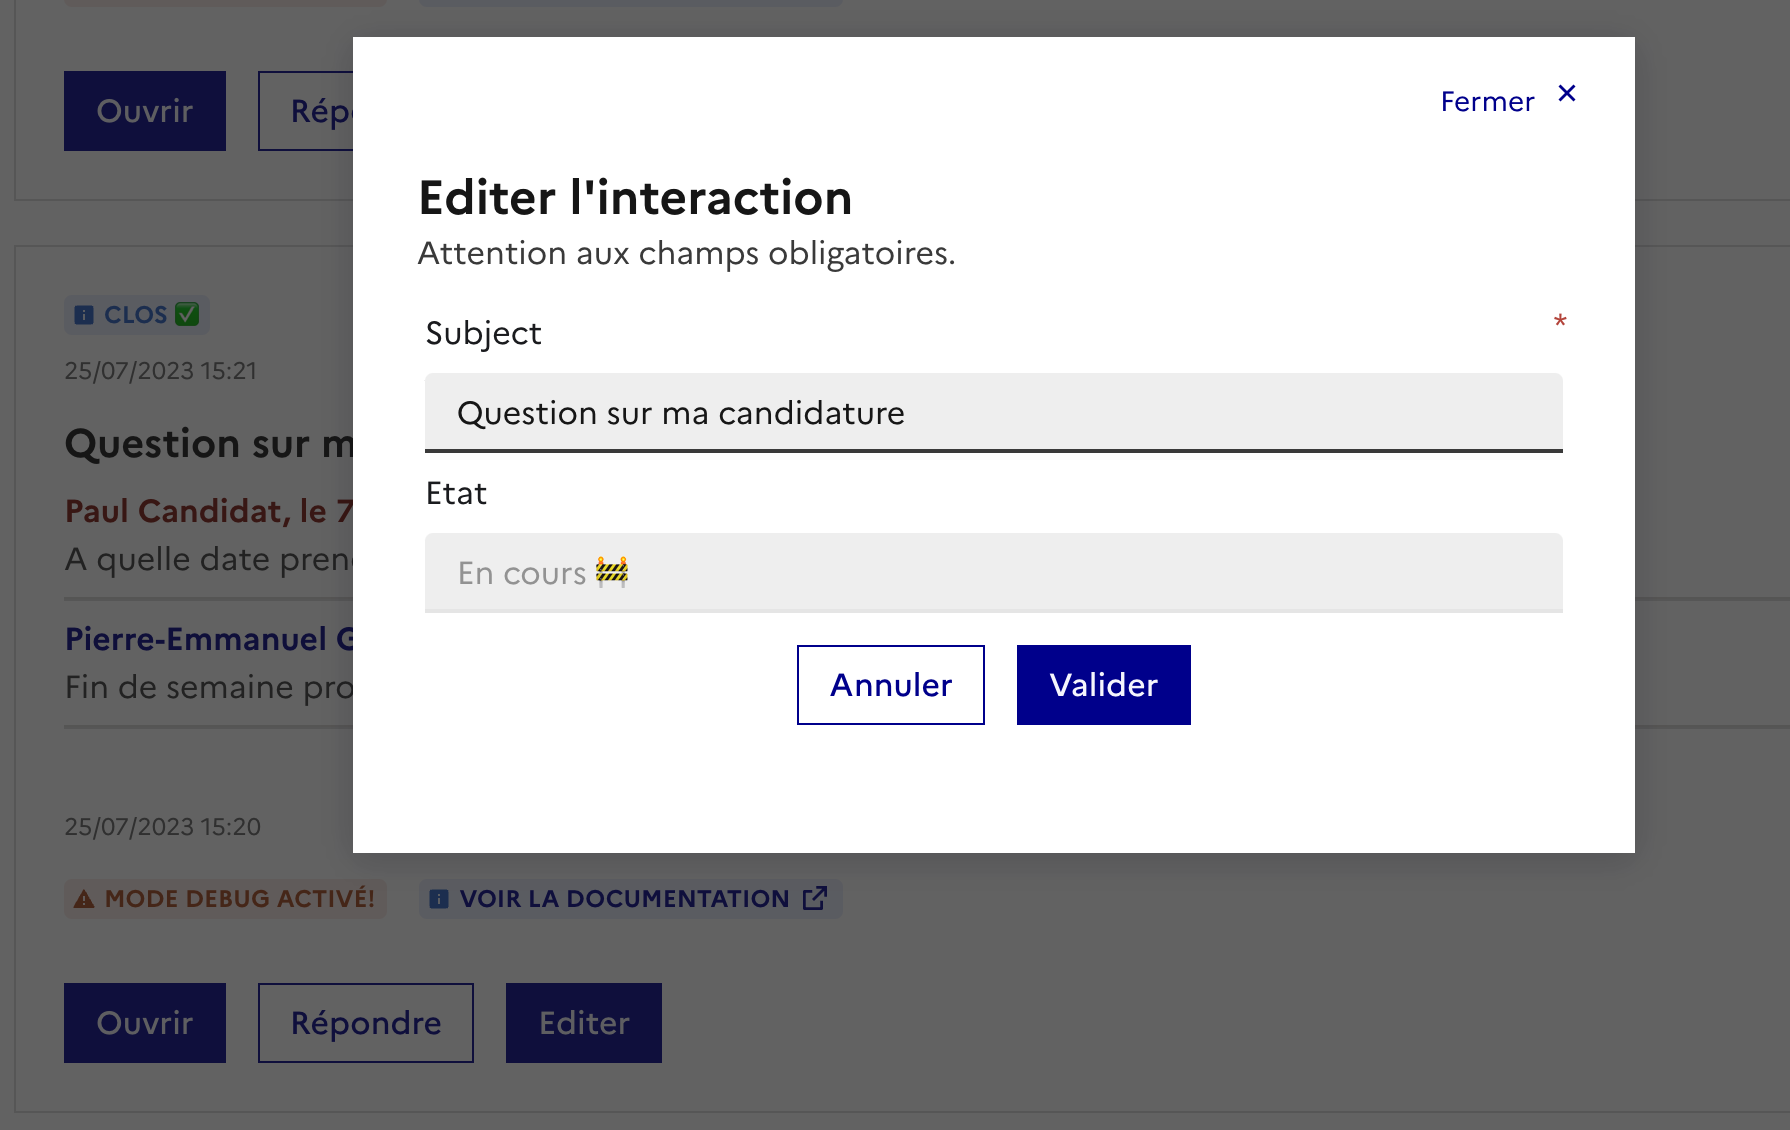 Ouvrir
Rép
Fermer ×
Editer l'interaction
Attention aux champs obligatoires.
Subject *
Question sur ma candidature
Etat
En cours 🚧
Annuler
Valider
CLOS ✅
25/07/2023 15:21
Question sur
Paul Candidat, le 7
A quelle date
Pierre-Emmanuel
Fin de semaine
25/07/2023 15:20
MODE DEBUG ACTIVÉ!
VOIR LA DOCUMENTATION
Ouvrir
Répondre
Editer